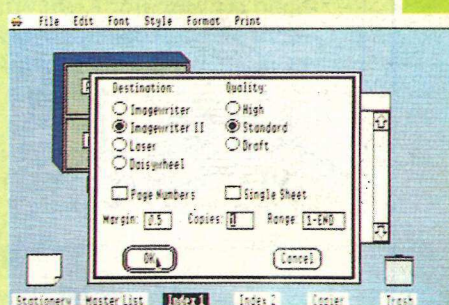 File Edit Font Style Format Print
Destination: Quality:
Imagewriter High
Imagewriter II Standard
Laser Draft
Daisywheel
Page Numbers Single Sheet
Margin: 0.5 Copies: 1 Range 1-END
OK Cancel
Stationery Master List Index 1 Index 2 Copier Trash